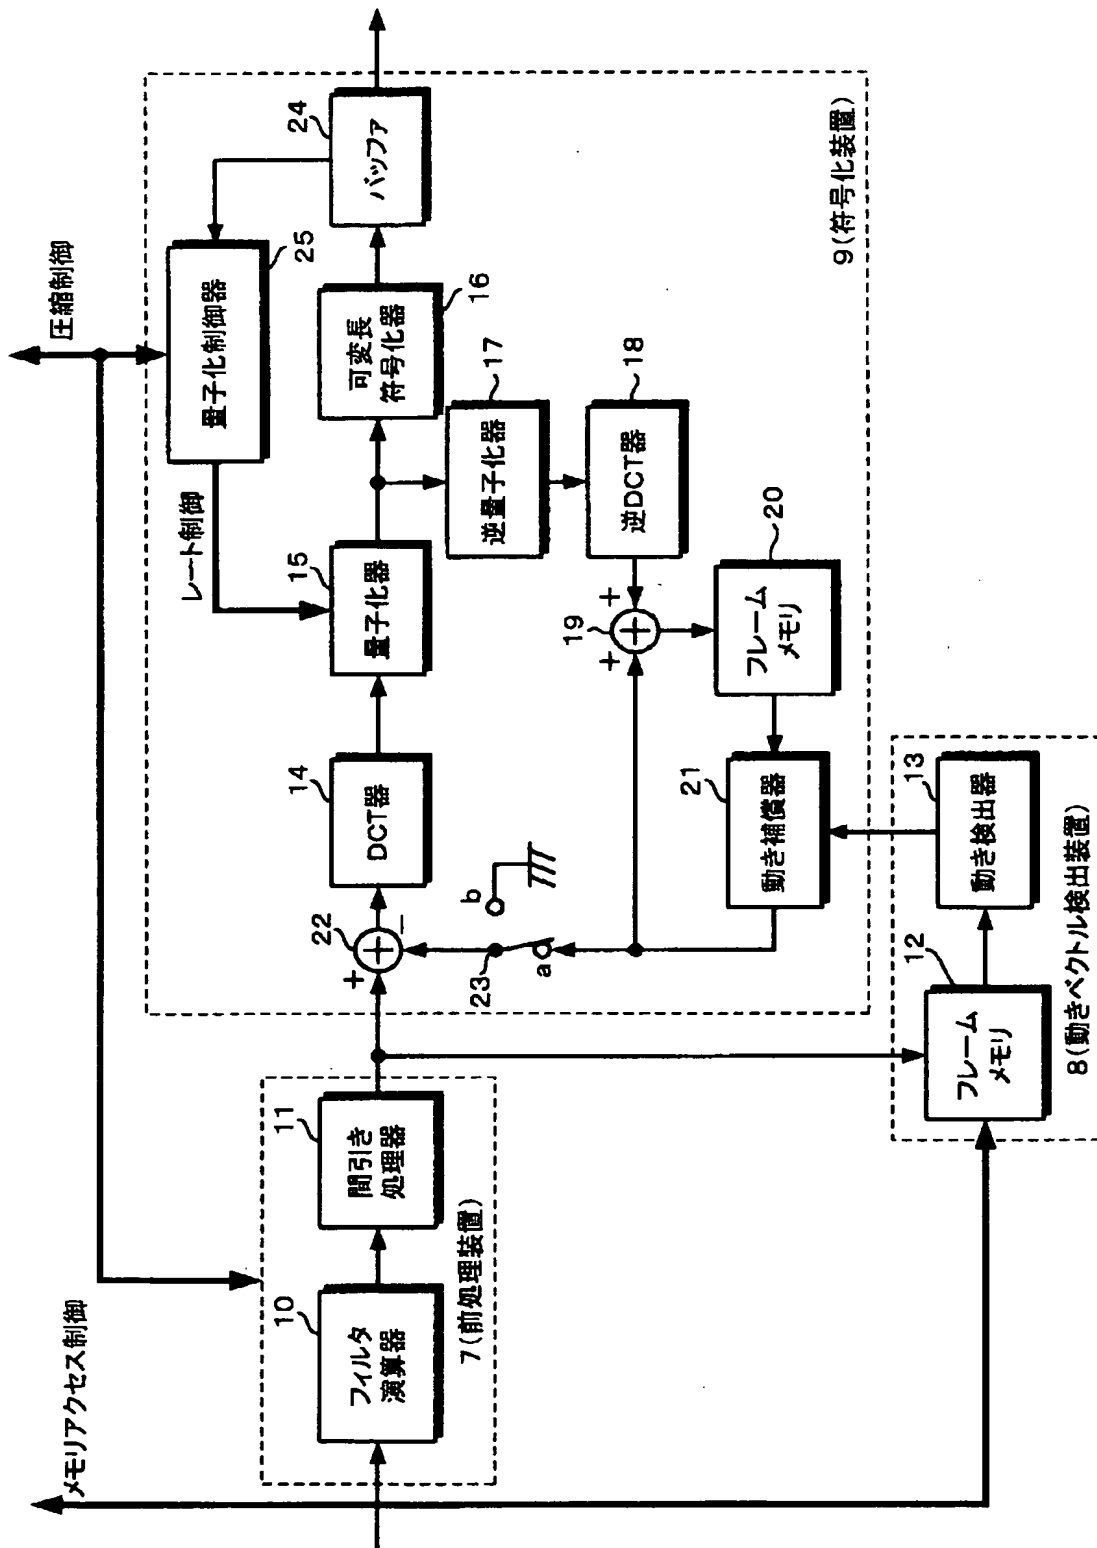 メモリアクセス制御
圧縮制御
レート制御
25
量子化制御器
24
バッファ
10
フィルタ
演算器
11
間引き
処理器
7(前処理装置)
22
+
−
14
DCT器
15
量子化器
16
可変長
符号化器
17
逆量子化器
18
逆DCT器
19
+
+
20
フレーム
メモリ
21
動き補償器
23
a
b
9(符号化装置)
12
フレーム
メモリ
13
動き検出器
8(動きベクトル検出装置)